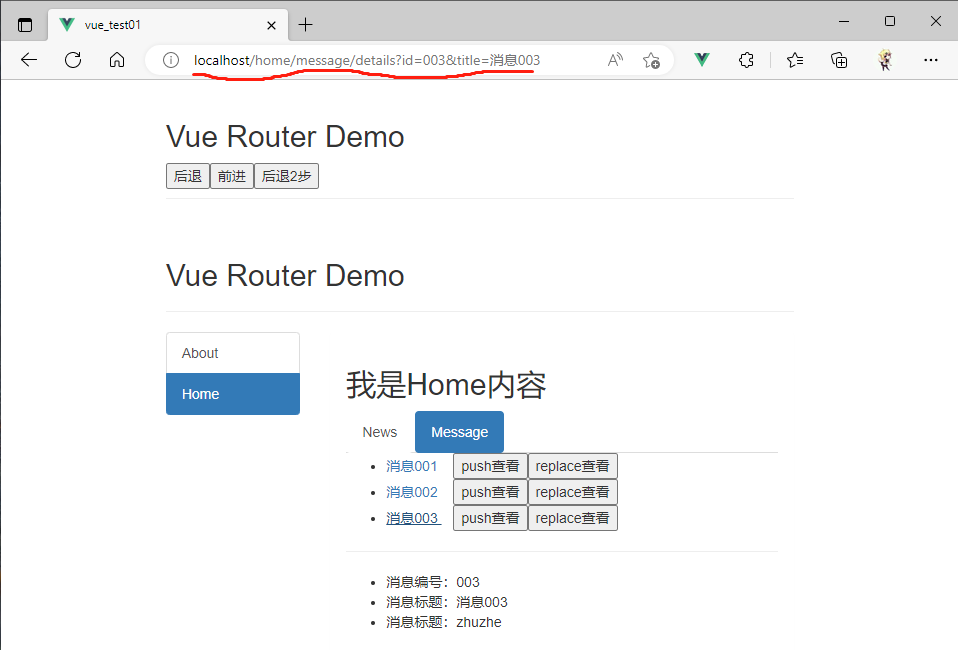 vue_test01
localhost/home/message/details?id=003&title=消息003
Vue Router Demo
后退 前进 后退2步
Vue Router Demo
About
Home
我是Home内容
News Message
消息001 push查看 replace查看
消息002 push查看 replace查看
消息003 push查看 replace查看
消息编号：003
消息标题：消息003
消息标题：zhuzhe